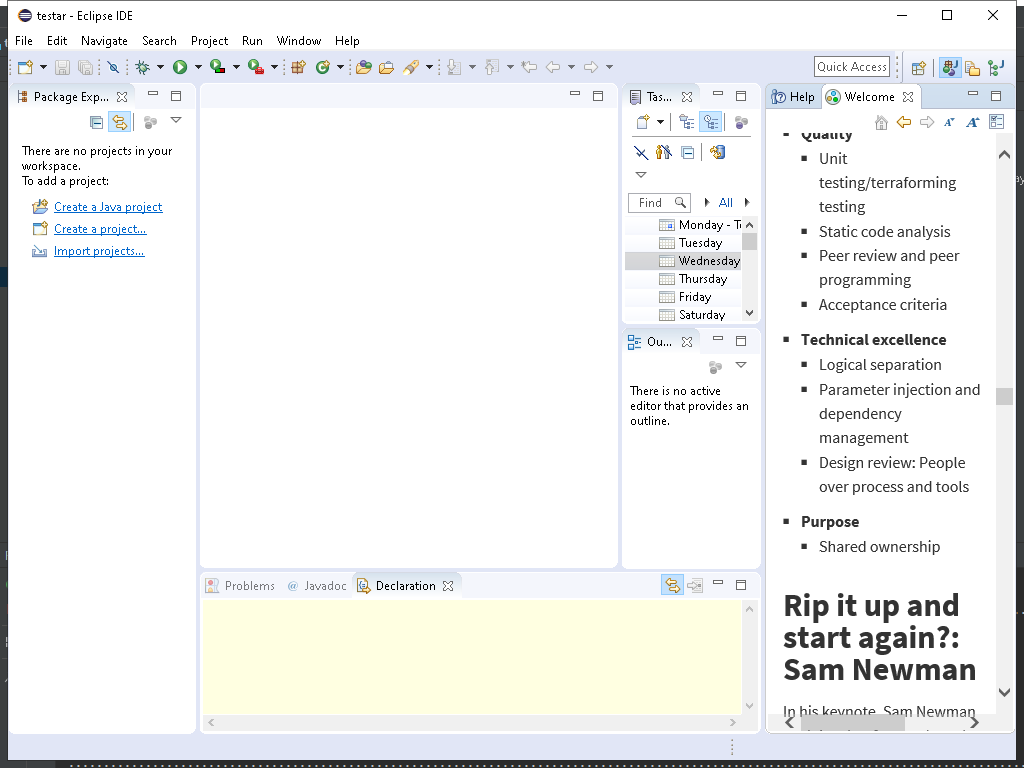 testar - Eclipse IDE
File Edit Navigate Search Project Run Window Help
Quick Access
Package Exp...
There are no projects in your
workspace.
To add a project:
Create a Java project
Create a project...
Import projects...
Tas...
Find
All
Monday - T
Tuesday
Wednesday
Thursday
Friday
Saturday
Ou...
There is no active
editor that provides an
outline.
Problems @ Javadoc Declaration
Help Welcome
Quality
Unit
testing/terraforming
testing
Static code analysis
Peer review and peer
programming
Acceptance criteria
Technical excellence
Logical separation
Parameter injection and
dependency
management
Design review: People
over process and tools
Purpose
Shared ownership
Rip it up and
start again?:
Sam Newman
In his keynote, Sam Newman